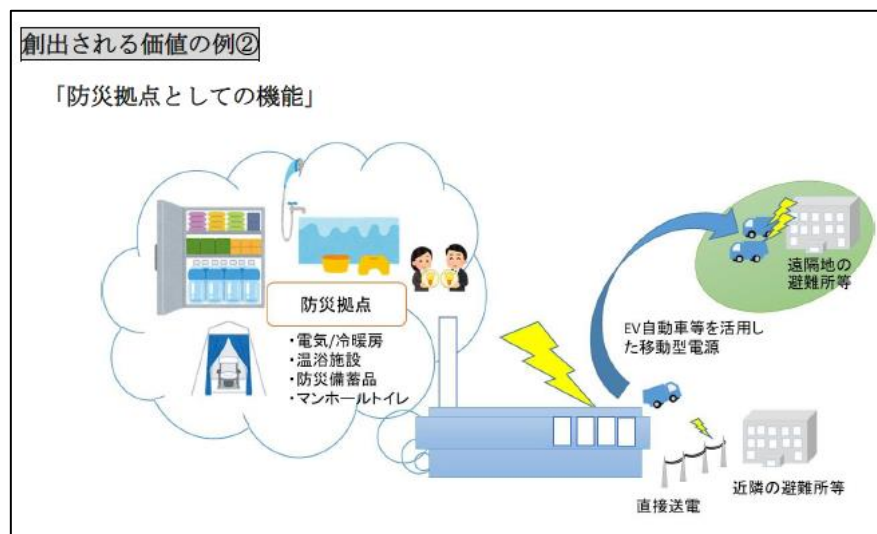 創出される価値の例②
「防災拠点としての機能」
防災拠点
・電気/冷暖房
・温浴施設
・防災備蓄品
・マンホールトイレ
遠隔地の
避難所等
EV自動車等を活用し
た移動型電源
直接送電
近隣の避難所等